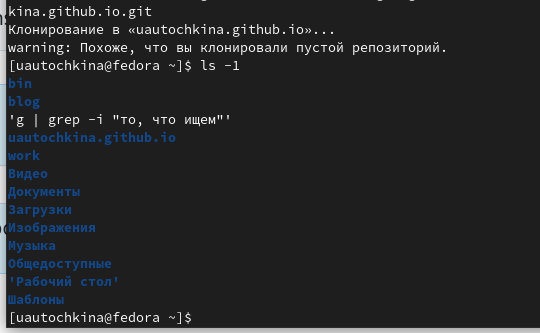 kina.github.io.git
Клонирование в «uautochkina.github.io»...
warning: Похоже, что вы клонировали пустой репозиторий.
[uautochkina@fedora ~]$ ls -1
bin
blog
'g | grep -i "то, что ищем"'
uautochkina.github.io
work
Видео
Документы
Загрузки
Изображения
Музыка
Общедоступные
'Рабочий стол'
Шаблоны
[uautochkina@fedora ~]$